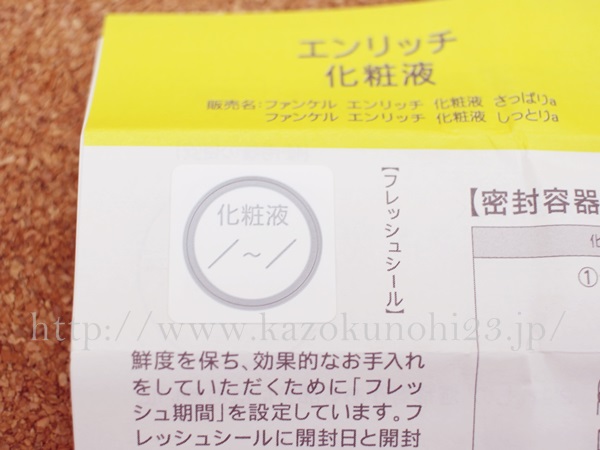 エンリッチ
化粧液
販売名：ファンケル エンリッチ 化粧液 さっぱりa
ファンケル エンリッチ 化粧液 しっとりa
化粧液
／～／
【フレッシュシール】
【密封容器
化
①
http://www.kazokunohi23.jp/
鮮度を保ち、効果的なお手入れ
をしていただくために「フレッ
シュ期間」を設定しています。フ
レッシュシールに開封日と開封